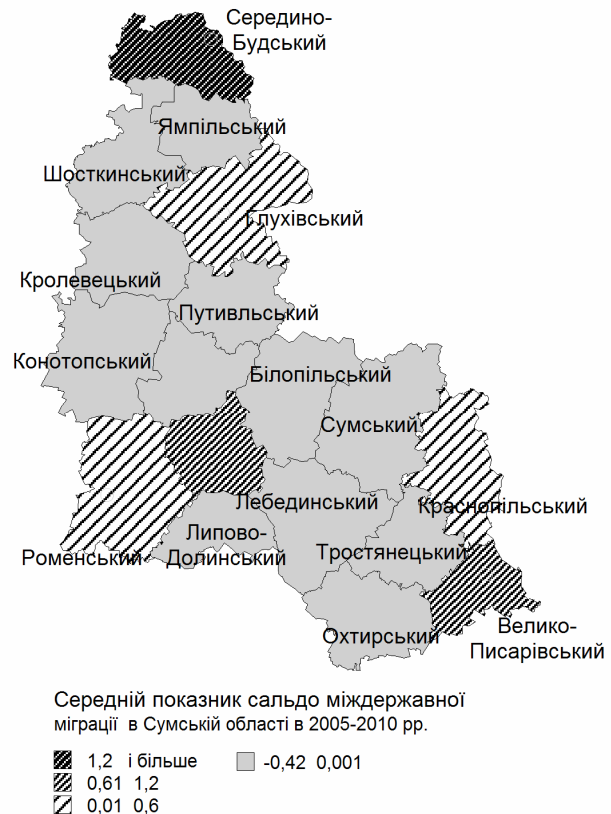 Середино-
Будський
Ямпільський
Шосткинський
Глухівський
Кролевецький
Путивльський
Конотопський
Білопільський
Сумський
Лебединський
Краснопільський
Липово-
Долинський
Роменський
Тростянецький
Охтирський
Велико-
Писарівський
Середній показник сальдо міждержавної
міграції в Сумській області в 2005-2010 рр.
1,2 і більше
-0,42 0,001
0,61 1,2
0,01 0,6